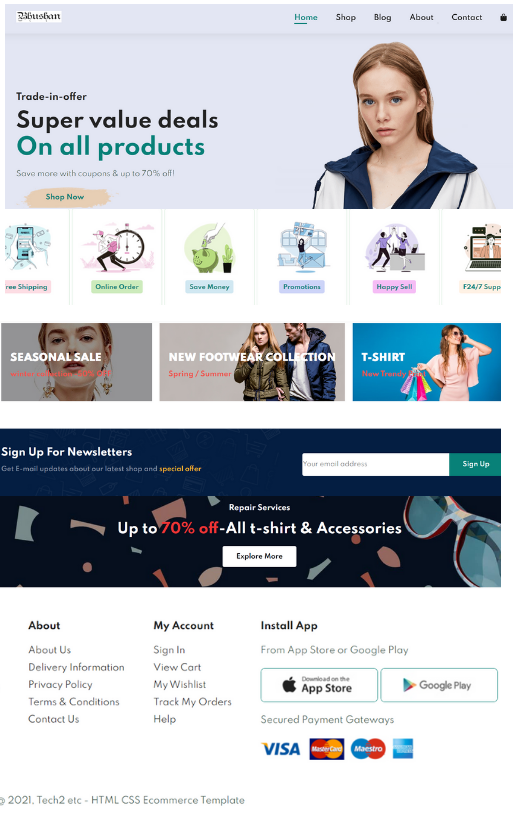 Bhushan
Home Shop Blog About Contact
Trade-in-offer
Super value deals
On all products
Save more with coupons & up to 70% off!
Shop Now
ree Shipping
Online Order
Save Money
Promotions
Happy Sell
F24/7 Supp
SEASONAL SALE
NEW FOOTWEAR COLLECTION
Spring / Summer
T-SHIRT
New Trendy
Sign Up For Newsletters
Get E-mail updates about our latest shop and special offer
Your email address
Sign Up
Repair Services
Up to 70% off-All t-shirt & Accessories
Explore More
About
About Us
Delivery Information
Privacy Policy
Terms & Conditions
Contact Us
My Account
Sign In
View Cart
My Wishlist
Track My Orders
Help
Install App
From App Store or Google Play
Download on the
App Store
Google Play
Secured Payment Gateways
VISA MasterCard Maestro
@ 2021, Tech2 etc - HTML CSS Ecommerce Template